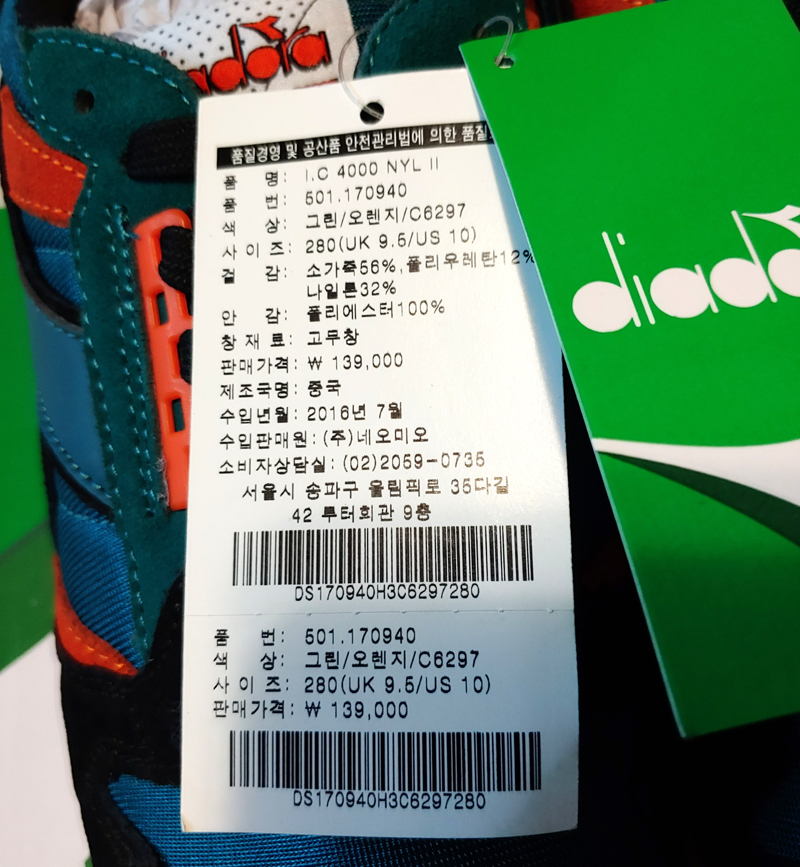 diadora
품질경영 및 공산품 안전관리법에 의한 품질
품 명: I.C 4000 NYL II
품 번: 501.170940
색 상: 그린/오렌지/C6297
사 이 즈: 280(UK 9.5/US 10)
겉 감: 소가죽56%,폴리우레탄12%
나일론32%
안 감: 폴리에스터100%
창 재 료: 고무창
판매가격: ₩ 139,000
제조국명: 중국
수입년월: 2016년 7월
수입판매원: (주)네오미오
소비자상담실: (02)2059-0735
서울시 송파구 올림픽로 35다길
42 루터회관 9층
DS170940H3C6297280
품 번: 501.170940
색 상: 그린/오렌지/C6297
사 이 즈: 280(UK 9.5/US 10)
판매가격: ₩ 139,000
DS170940H3C6297280
diado